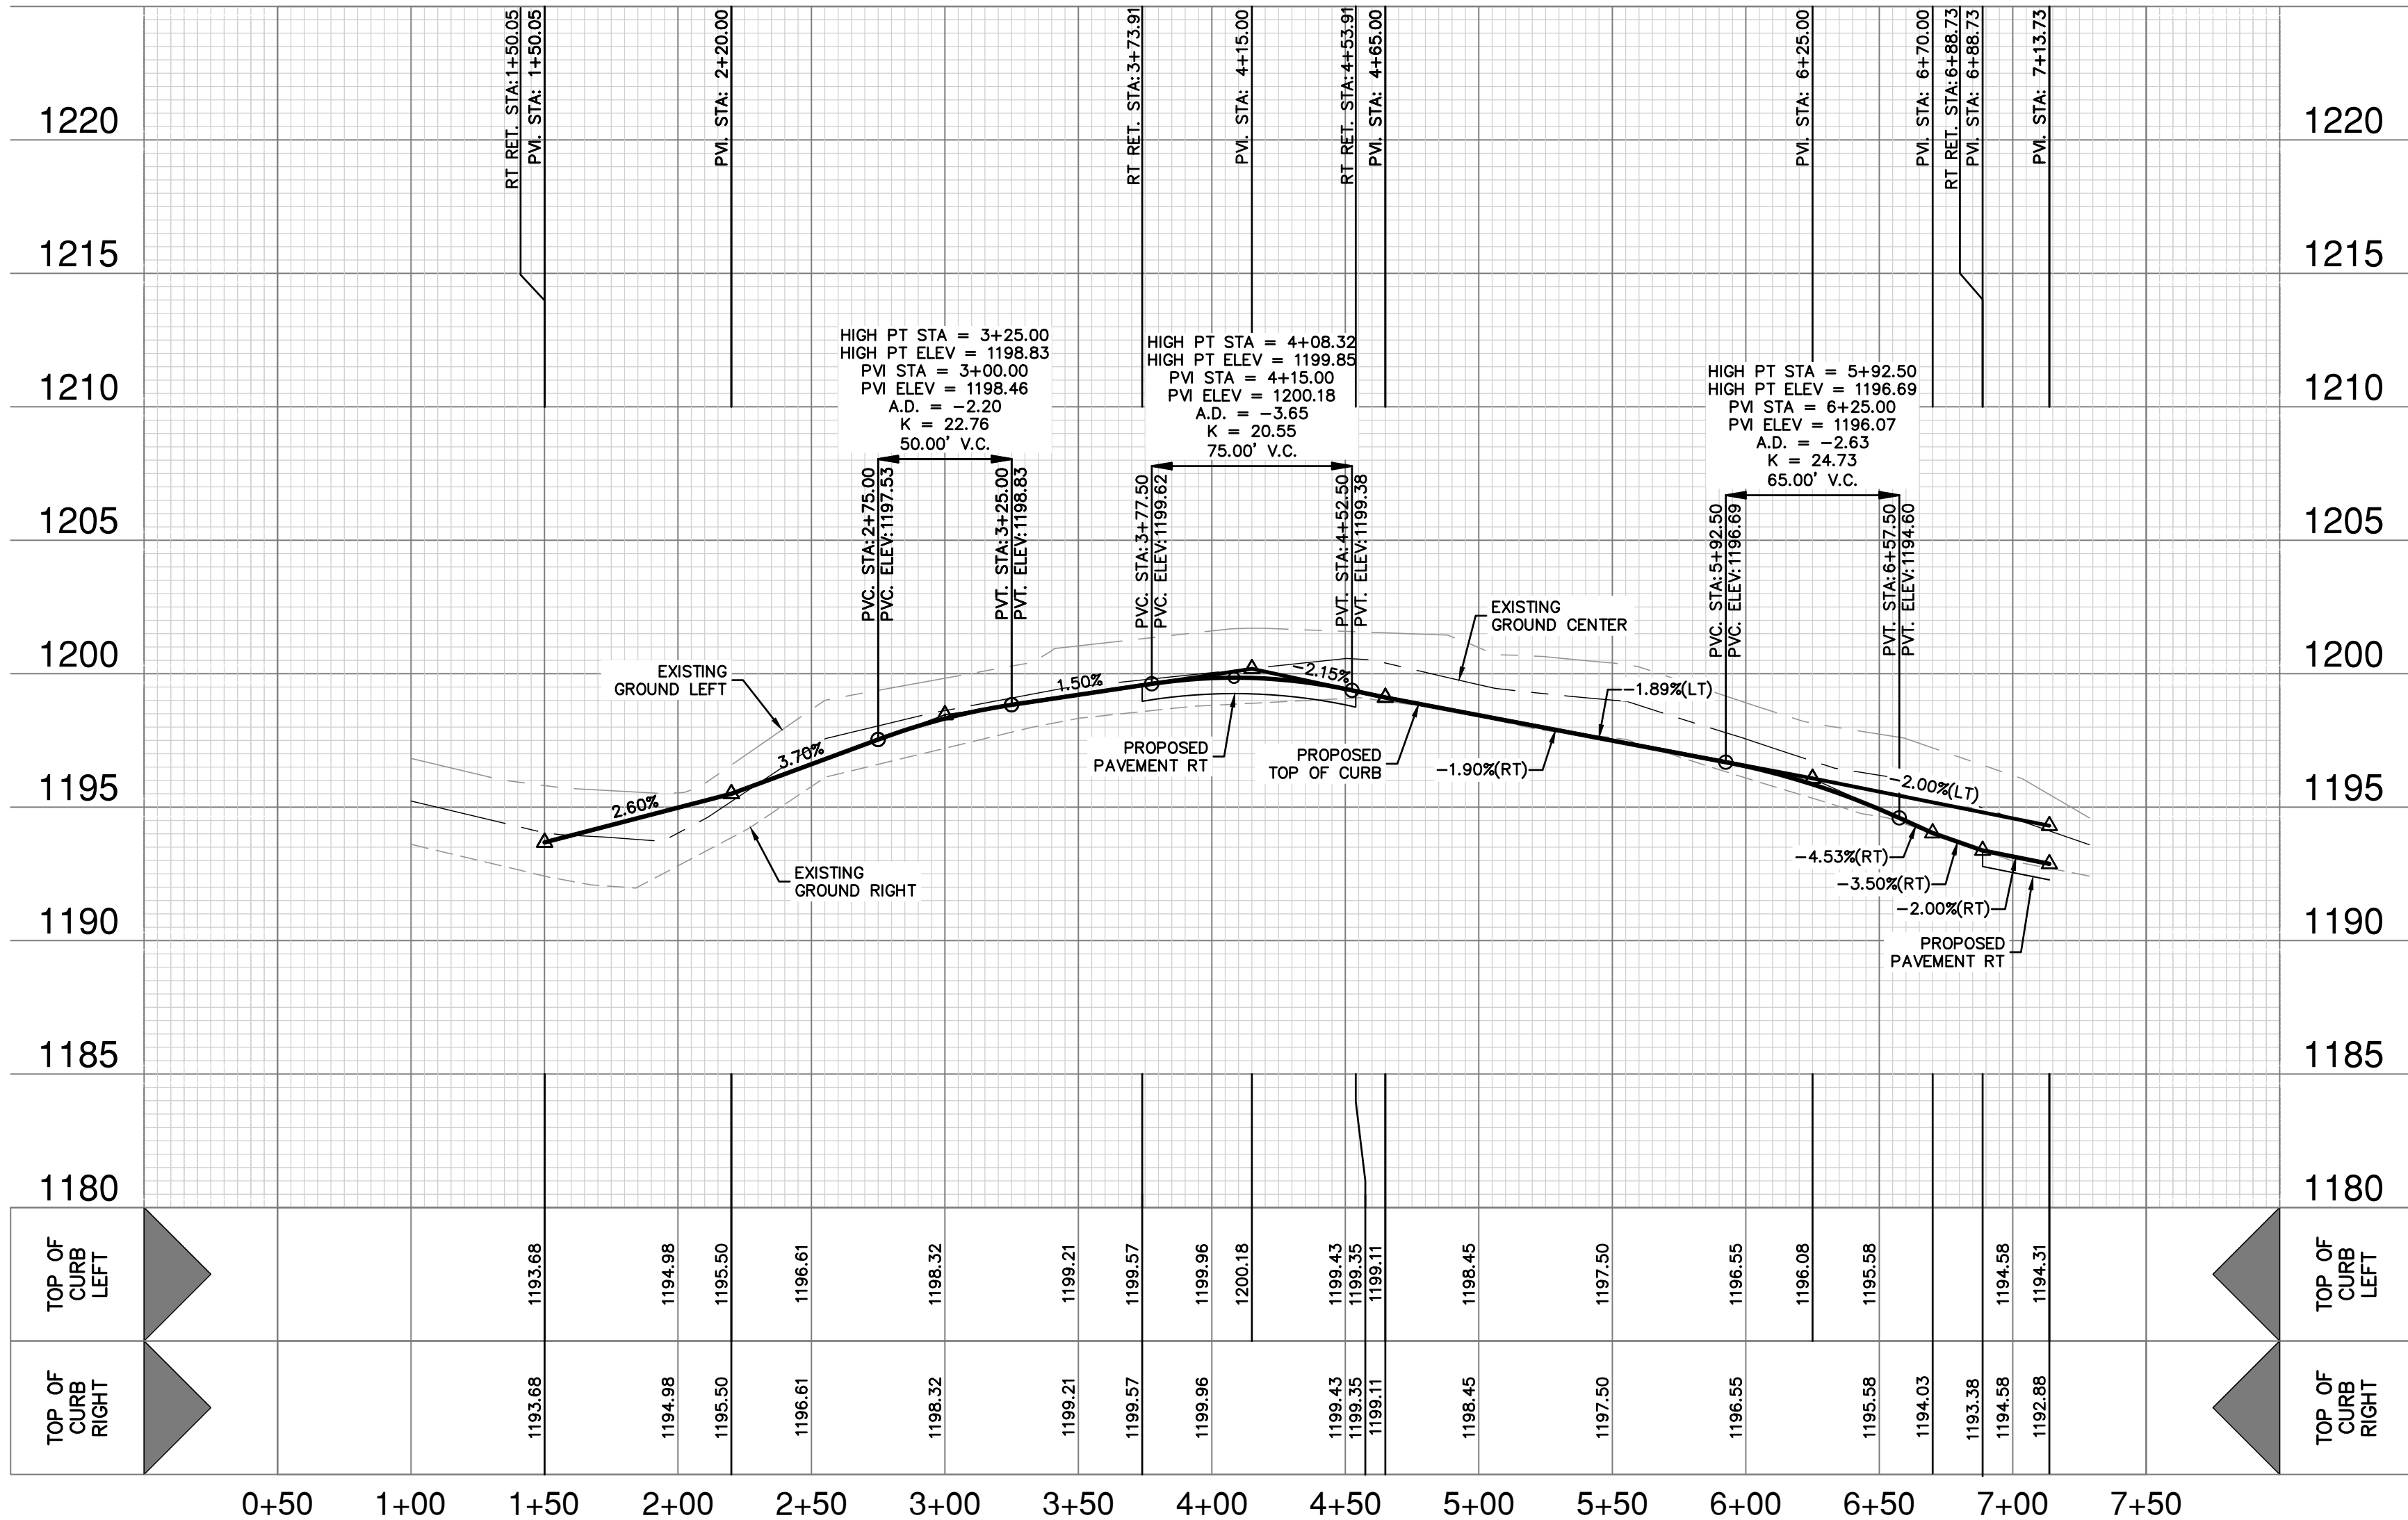 RT RET. STA:1+50.05
PVI. STA: 1+50.05
PVI. STA: 2+20.00
RT RET. STA:3+73.91
PVI. STA: 4+15.00
RT RET. STA:4+53.91
PVI. STA: 4+65.00
PVI. STA: 6+25.00
PVI. STA: 6+70.00
RT RET. STA:6+88.73
PVI. STA: 6+88.73
PVI. STA: 7+13.73
1220
1220
1215
1215
1210
1210
1205
1205
1200
1200
1195
1195
1190
1190
1185
1185
1180
1180
HIGH PT STA = 3+25.00
HIGH PT ELEV = 1198.83
PVI STA = 3+00.00
PVI ELEV = 1198.46
A.D. = -2.20
K = 22.76
50.00' V.C.
HIGH PT STA = 4+08.32
HIGH PT ELEV = 1199.85
PVI STA = 4+15.00
PVI ELEV = 1200.18
A.D. = -3.65
K = 20.55
75.00' V.C.
HIGH PT STA = 5+92.50
HIGH PT ELEV = 1196.69
PVI STA = 6+25.00
PVI ELEV = 1196.07
A.D. = -2.63
K = 24.73
65.00' V.C.
PVC. STA:2+75.00
PVC. ELEV:1197.53
PVT. STA:3+25.00
PVT. ELEV:1198.83
PVC. STA:3+77.50
PVC. ELEV:1199.62
PVT. STA:4+52.50
PVT. ELEV:1199.38
PVC. STA:5+92.50
PVC. ELEV:1196.69
PVT. STA:6+57.50
PVT. ELEV:1194.60
EXISTING
GROUND LEFT
EXISTING
GROUND CENTER
EXISTING
GROUND RIGHT
2.60%
3.70%
1.50%
-2.15%
-1.89%(LT)
-1.90%(RT)
-2.00%(LT)
-4.53%(RT)
-3.50%(RT)
-2.00%(RT)
PROPOSED
PAVEMENT RT
PROPOSED
TOP OF CURB
PROPOSED
PAVEMENT RT
TOP OF
CURB
LEFT
1193.68
1194.98
1195.50
1196.61
1198.32
1199.21
1199.57
1199.96
1200.18
1199.43
1199.35
1199.11
1198.45
1197.50
1196.55
1196.08
1195.58
1194.58
1194.31
TOP OF
CURB
LEFT
TOP OF
CURB
RIGHT
1193.68
1194.98
1195.50
1196.61
1198.32
1199.21
1199.57
1199.96
1199.43
1199.35
1199.11
1198.45
1197.50
1196.55
1195.58
1194.03
1193.38
1194.58
1192.88
TOP OF
CURB
RIGHT
0+50
1+00
1+50
2+00
2+50
3+00
3+50
4+00
4+50
5+00
5+50
6+00
6+50
7+00
7+50